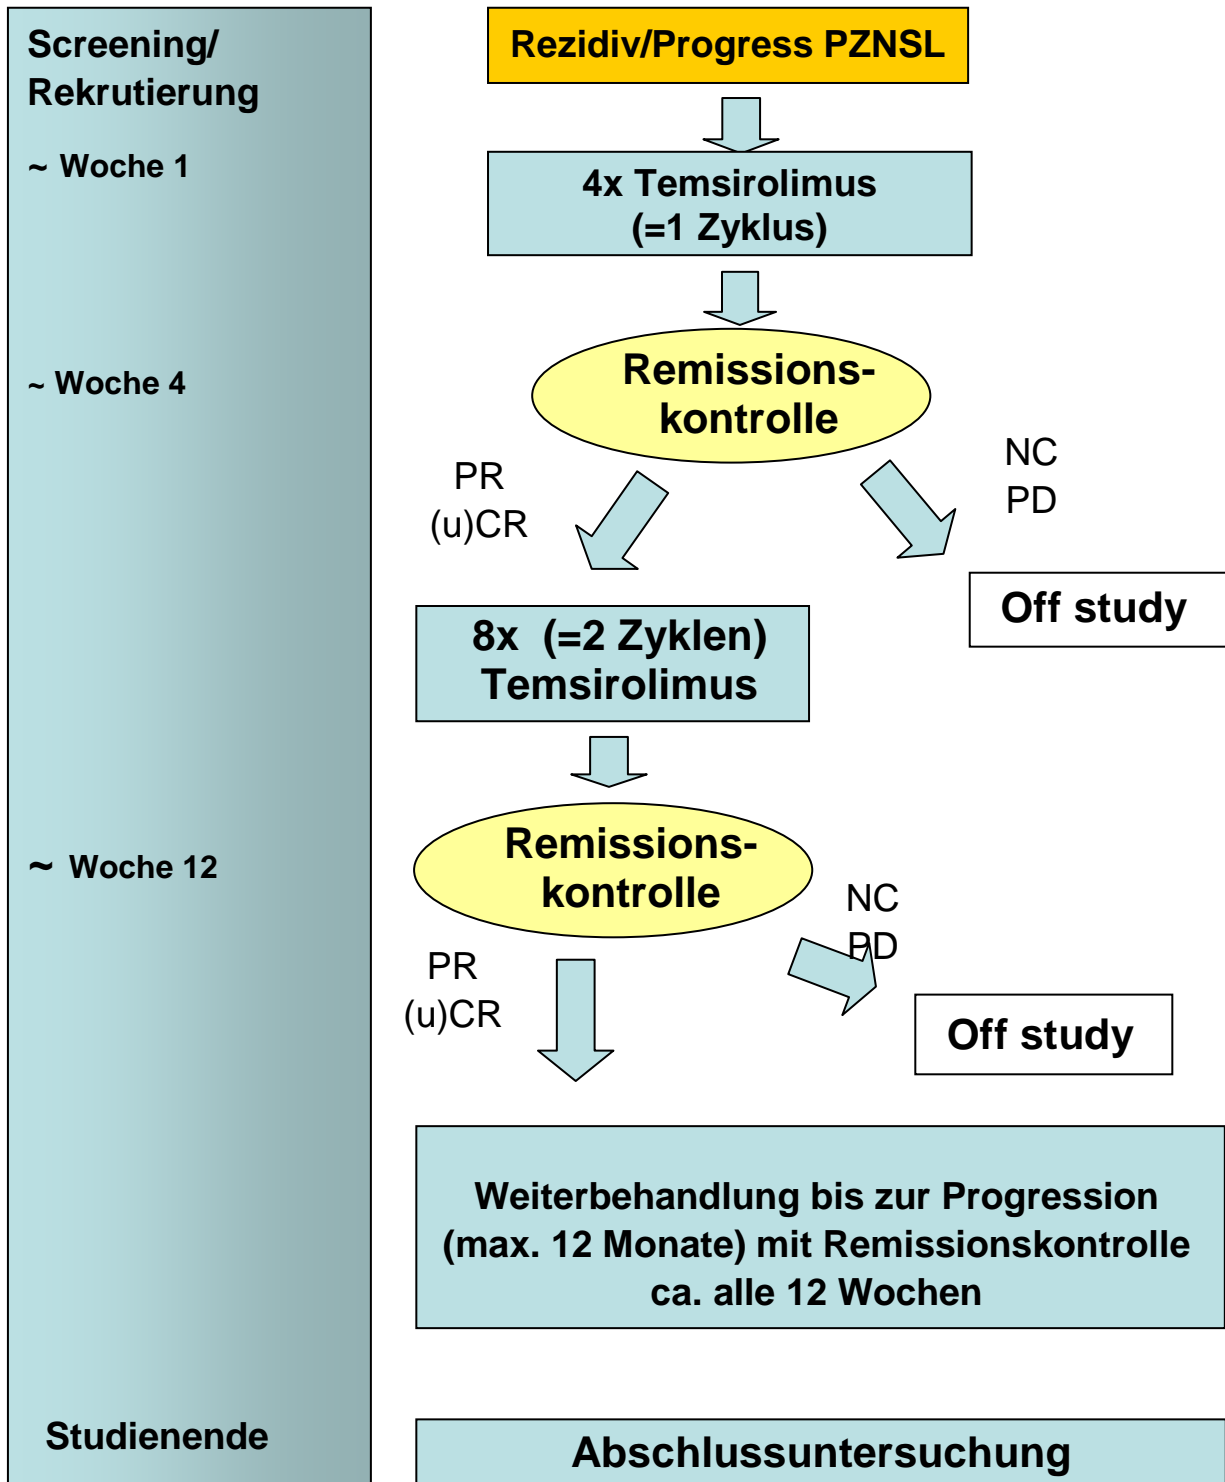 Screening/
Rekrutierung
Rezidiv/Progress PZNSL
~ Woche 1
4x Temsirolimus
(=1 Zyklus)
~ Woche 4
Remissions-
kontrolle
PR
(u)CR
NC
PD
Off study
8x (=2 Zyklen)
Temsirolimus
~ Woche 12
Remissions-
kontrolle
NC
PD
PR
(u)CR
Off study
Weiterbehandlung bis zur Progression
(max. 12 Monate) mit Remissionskontrolle
ca. alle 12 Wochen
Studienende
Abschlussuntersuchung